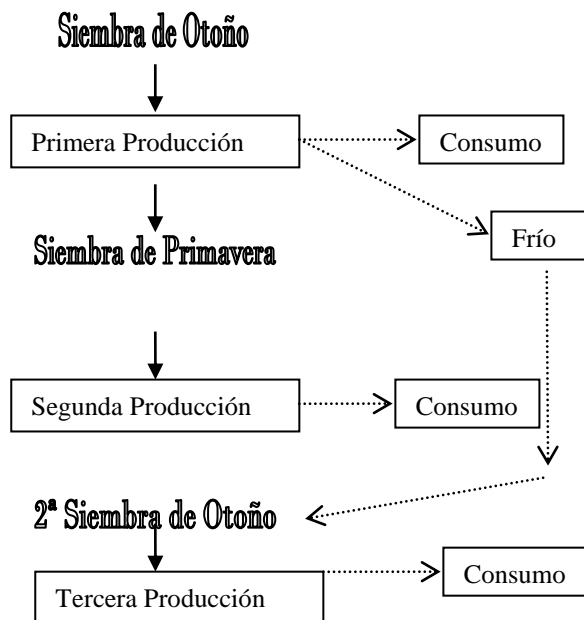 Siembra de Otoño
Primera Producción
Consumo
Frío
Siembra de Primavera
Segunda Producción
Consumo
2ª Siembra de Otoño
Consumo
Tercera Producción